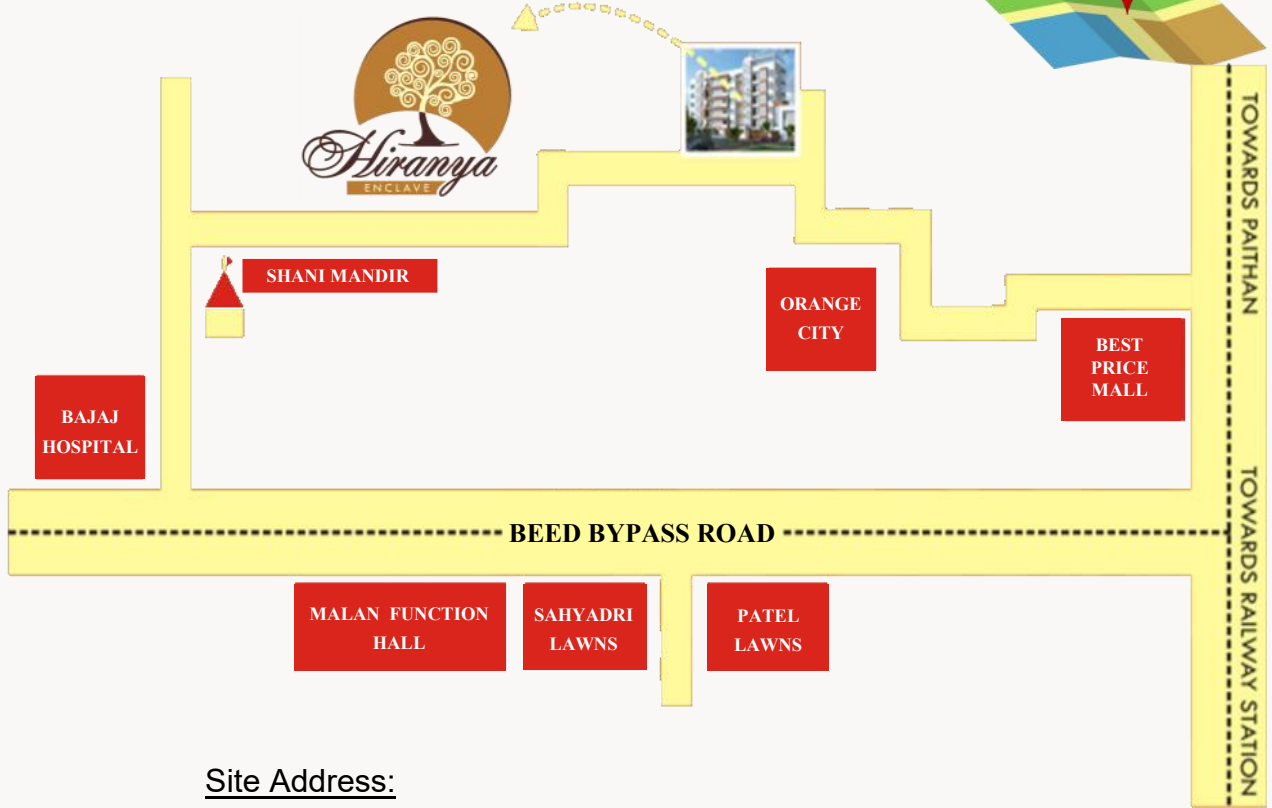 Hiranya
ENCLAVE
TOWARDS PAITHAN
SHANI MANDIR
ORANGE
CITY
BEST
PRICE
MALL
BAJAJ
HOSPITAL
BEED BYPASS ROAD
TOWARDS RAILWAY STATION
MALAN FUNCTION
HALL
SAHYADRI
LAWNS
PATEL
LAWNS
Site Address: